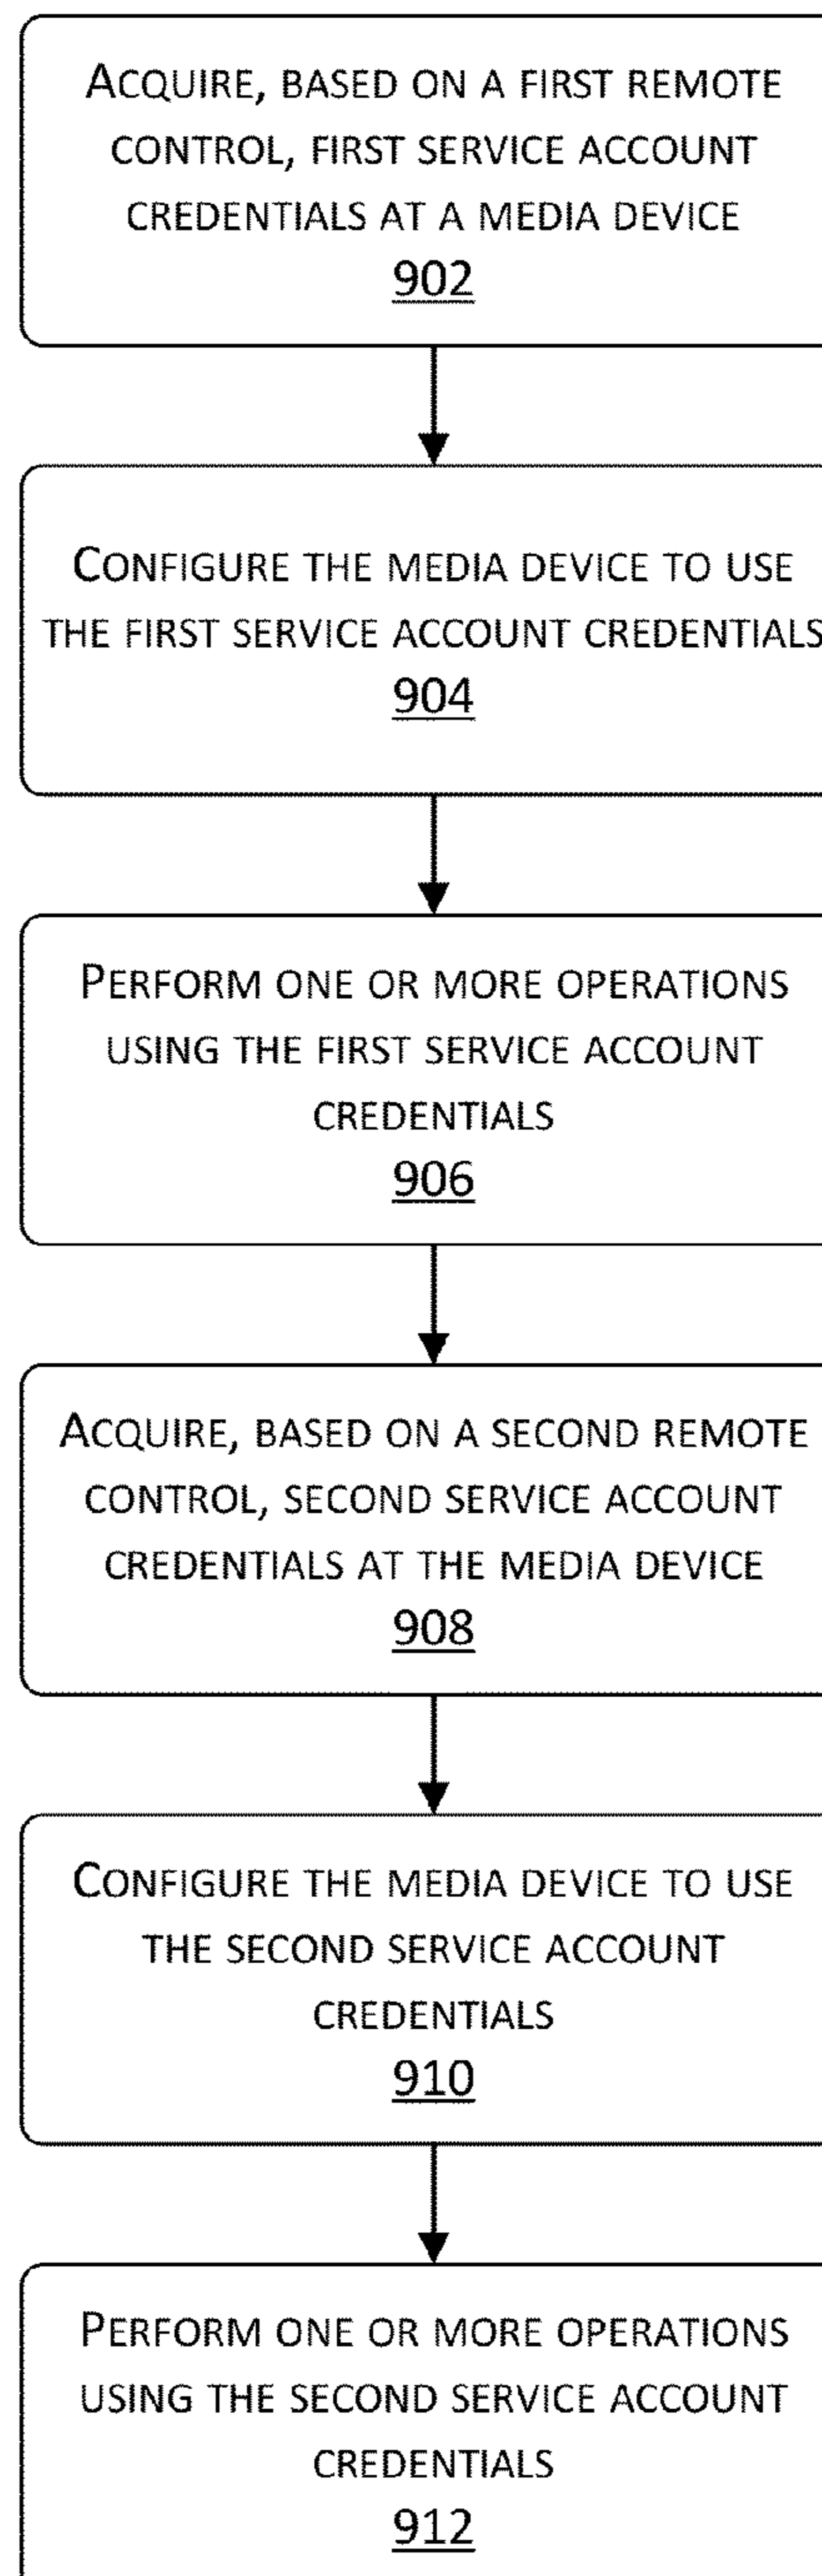 ACQUIRE, BASED ON A FIRST REMOTE
CONTROL, FIRST SERVICE ACCOUNT
CREDENTIALS AT A MEDIA DEVICE
902
CONFIGURE THE MEDIA DEVICE TO USE
THE FIRST SERVICE ACCOUNT CREDENTIALS
904
PERFORM ONE OR MORE OPERATIONS
USING THE FIRST SERVICE ACCOUNT
CREDENTIALS
906
ACQUIRE, BASED ON A SECOND REMOTE
CONTROL, SECOND SERVICE ACCOUNT
CREDENTIALS AT THE MEDIA DEVICE
908
CONFIGURE THE MEDIA DEVICE TO USE
THE SECOND SERVICE ACCOUNT
CREDENTIALS
910
PERFORM ONE OR MORE OPERATIONS
USING THE SECOND SERVICE ACCOUNT
CREDENTIALS
912